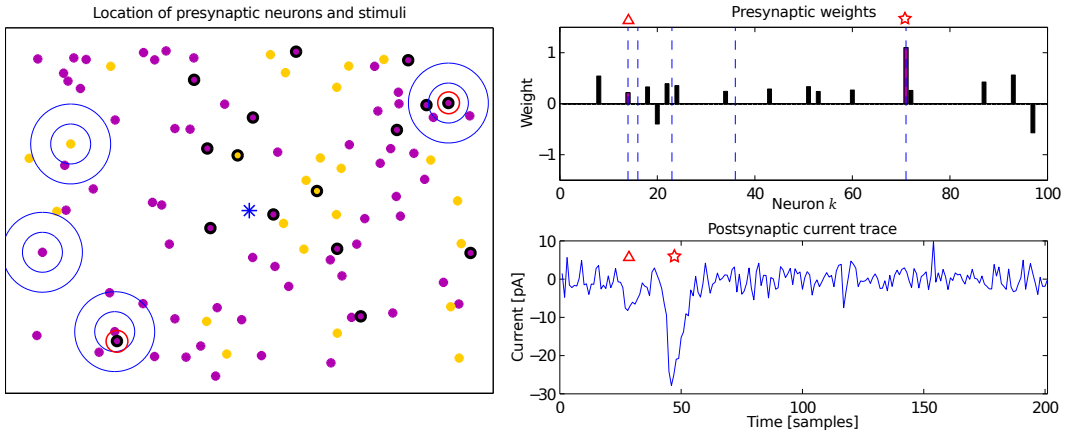 Location of presynaptic neurons and stimuli
Presynaptic weights
Weight
1
0
−1
0 20 40 60 80 100
Neuron k
Postsynaptic current trace
Current [pA]
10
0
−10
−20
−30
0 50 100 150 200
Time [samples]